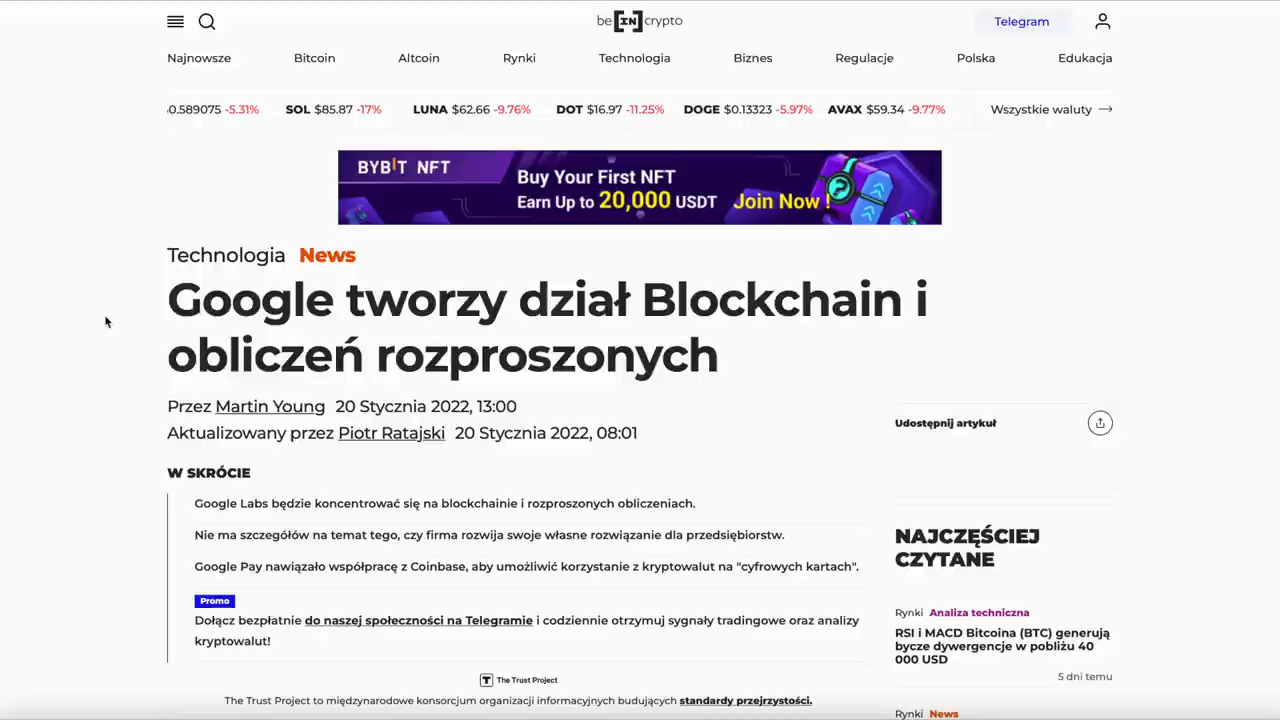 be[IN]crypto
Telegram
Najnowsze Bitcoin Altcoin Rynki Technologia Biznes Regulacje Polska Edukacja
0.589075 -5.31% SOL $85.87 -17% LUNA $62.66 -9.76% DOT $16.97 -11.25% DOGE $0.13323 -5.97% AVAX $59.34 -9.77% Wszystkie waluty →
BYBIT NFT
Buy Your First NFT
Earn Up to 20,000 USDT Join Now !
Technologia News
Google tworzy dział Blockchain i
obliczeń rozproszonych
Przez Martin Young 20 Stycznia 2022, 13:00
Aktualizowany przez Piotr Ratajski 20 Stycznia 2022, 08:01
Udostępnij artykuł
W SKRÓCIE
Google Labs będzie koncentrować się na blockchainie i rozproszonych obliczeniach.
Nie ma szczegółów na temat tego, czy firma rozwija swoje własne rozwiązanie dla przedsiębiorstw.
Google Pay nawiązało współpracę z Coinbase, aby umożliwić korzystanie z kryptowalut na "cyfrowych kartach".
Promo
Dołącz bezpłatnie do naszej społeczności na Telegramie i codziennie otrzymuj sygnały tradingowe oraz analizy
kryptowalut!
T The Trust Project
The Trust Project to międzynarodowe konsorcjum organizacji informacyjnych budujących standardy przejrzystości.
NAJCZĘŚCIEJ
CZYTANE
Rynki Analiza techniczna
RSI i MACD Bitcoina (BTC) generują
bycze dywergencje w pobliżu 40
000 USD
5 dni temu
Rynki News